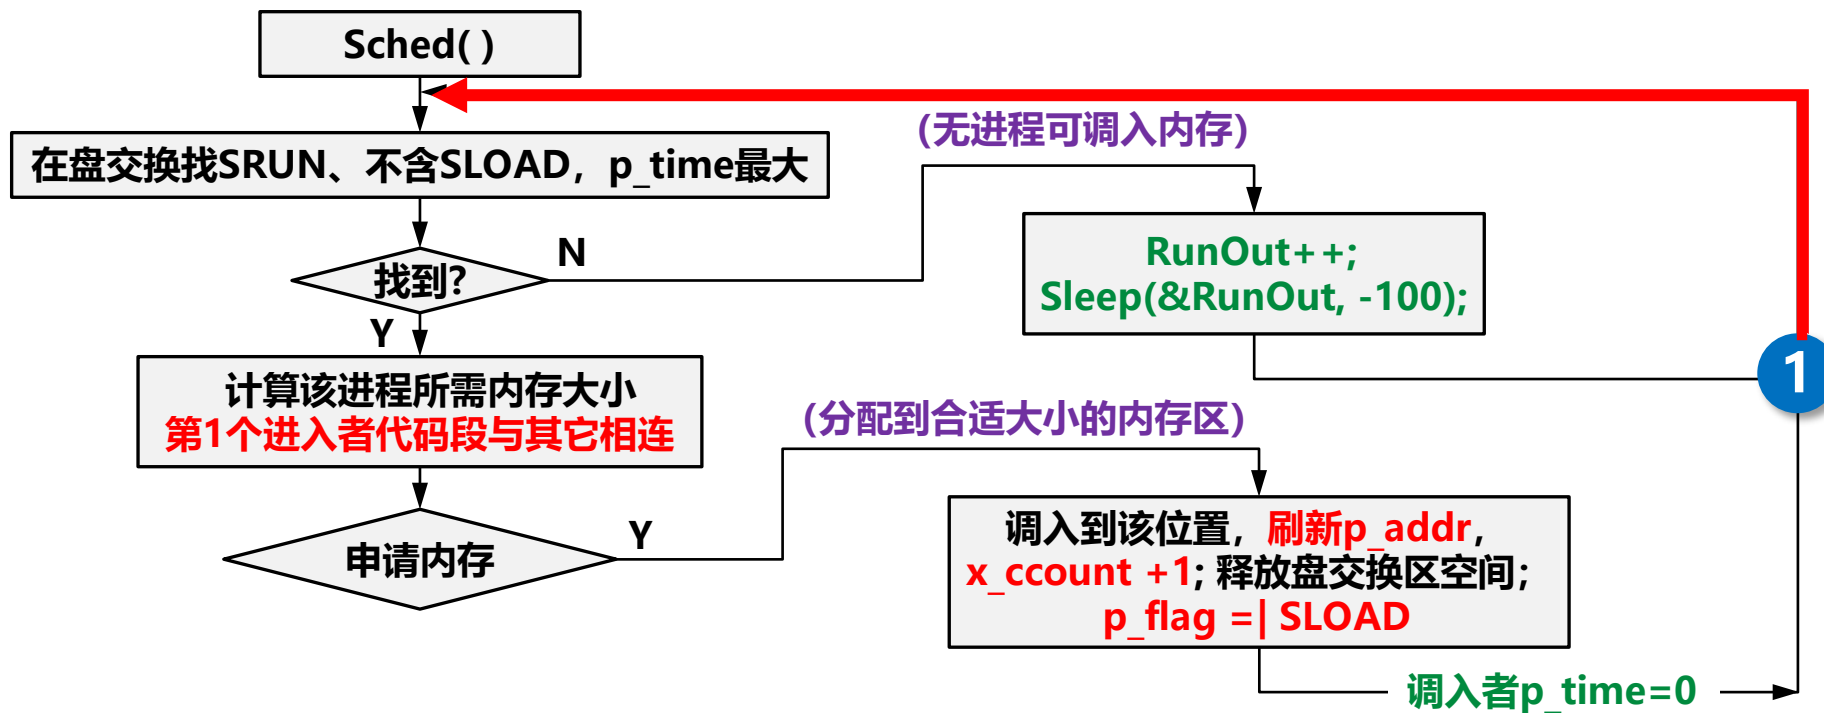 Sched( )
(无进程可调入内存)
在盘交换找SRUN、不含SLOAD，p_time最大
N
RunOut++;
Sleep(&RunOut, -100);
找到?
Y
1
计算该进程所需内存大小
第1个进入者代码段与其它相连
(分配到合适大小的内存区)
Y
申请内存
调入到该位置，刷新p_addr，
x_ccount +1; 释放盘交换区空间；
p_flag =| SLOAD
调入者p_time=0